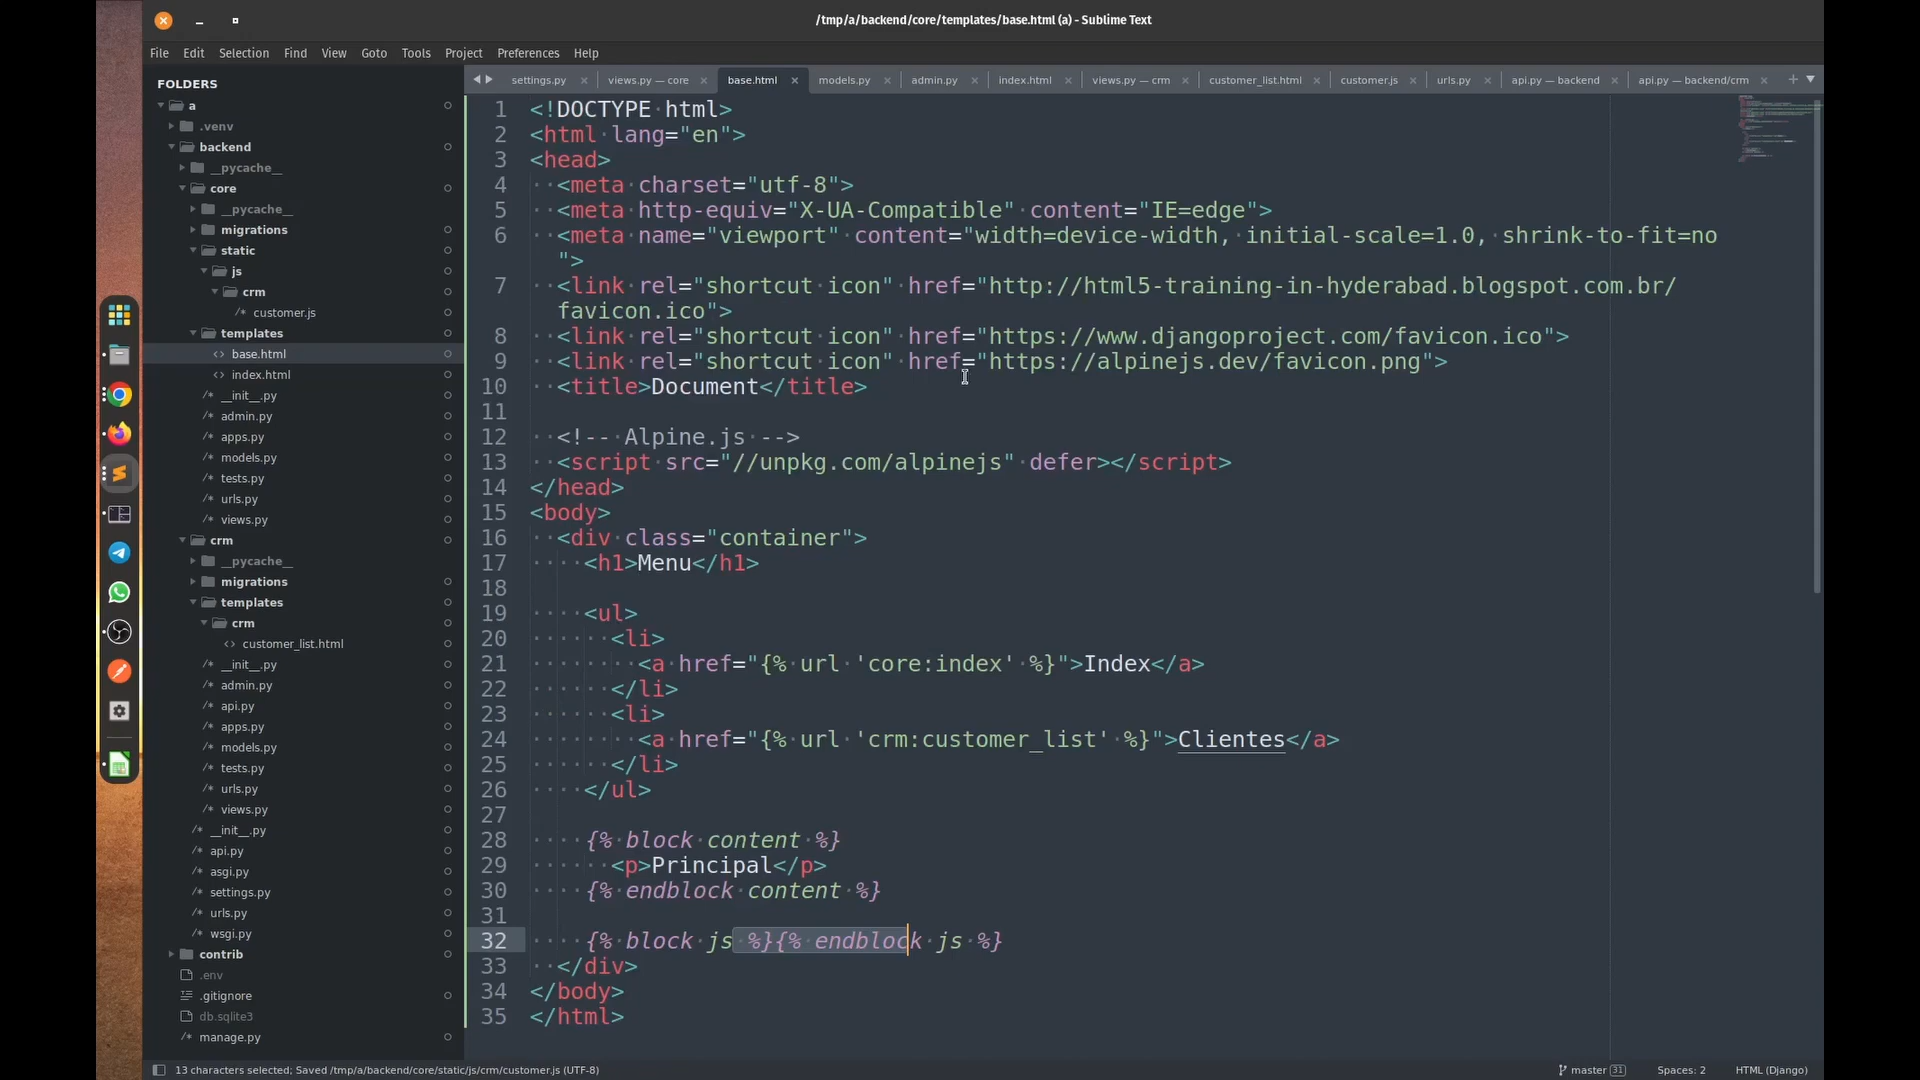 /tmp/a/backend/core/templates/base.html (a) - Sublime Text
File Edit Selection Find View Goto Tools Project Preferences Help
FOLDERS
a
.venv
backend
__pycache__
core
__pycache__
migrations
static
js
crm
customer.js
templates
base.html
index.html
__init__.py
admin.py
apps.py
models.py
tests.py
urls.py
views.py
crm
__pycache__
migrations
templates
crm
customer_list.html
__init__.py
admin.py
api.py
apps.py
models.py
tests.py
urls.py
views.py
__init__.py
api.py
asgi.py
settings.py
urls.py
wsgi.py
contrib
.env
.gitignore
db.sqlite3
manage.py
settings.py views.py — core base.html models.py admin.py index.html views.py — crm customer_list.html customer.js urls.py api.py — backend api.py — backend/crm
1 <!DOCTYPE html>
2 <html lang="en">
3 <head>
4 <meta charset="utf-8">
5 <meta http-equiv="X-UA-Compatible" content="IE=edge">
6 <meta name="viewport" content="width=device-width, initial-scale=1.0, shrink-to-fit=no
">
7 <link rel="shortcut icon" href="http://html5-training-in-hyderabad.blogspot.com.br/
favicon.ico">
8 <link rel="shortcut icon" href="https://www.djangoproject.com/favicon.ico">
9 <link rel="shortcut icon" href="https://alpinejs.dev/favicon.png">
10 <title>Document</title>
11
12 <!-- Alpine.js -->
13 <script src="//unpkg.com/alpinejs" defer></script>
14 </head>
15 <body>
16 <div class="container">
17 <h1>Menu</h1>
18
19 <ul>
20 <li>
21 <a href="{% url 'core:index' %}">Index</a>
22 </li>
23 <li>
24 <a href="{% url 'crm:customer_list' %}">Clientes</a>
25 </li>
26 </ul>
27
28 {% block content %}
29 <p>Principal</p>
30 {% endblock content %}
31
32 {% block js %}{% endblock js %}
33 </div>
34 </body>
35 </html>
13 characters selected; Saved /tmp/a/backend/core/static/js/crm/customer.js (UTF-8) master 31 Spaces: 2 HTML (Django)